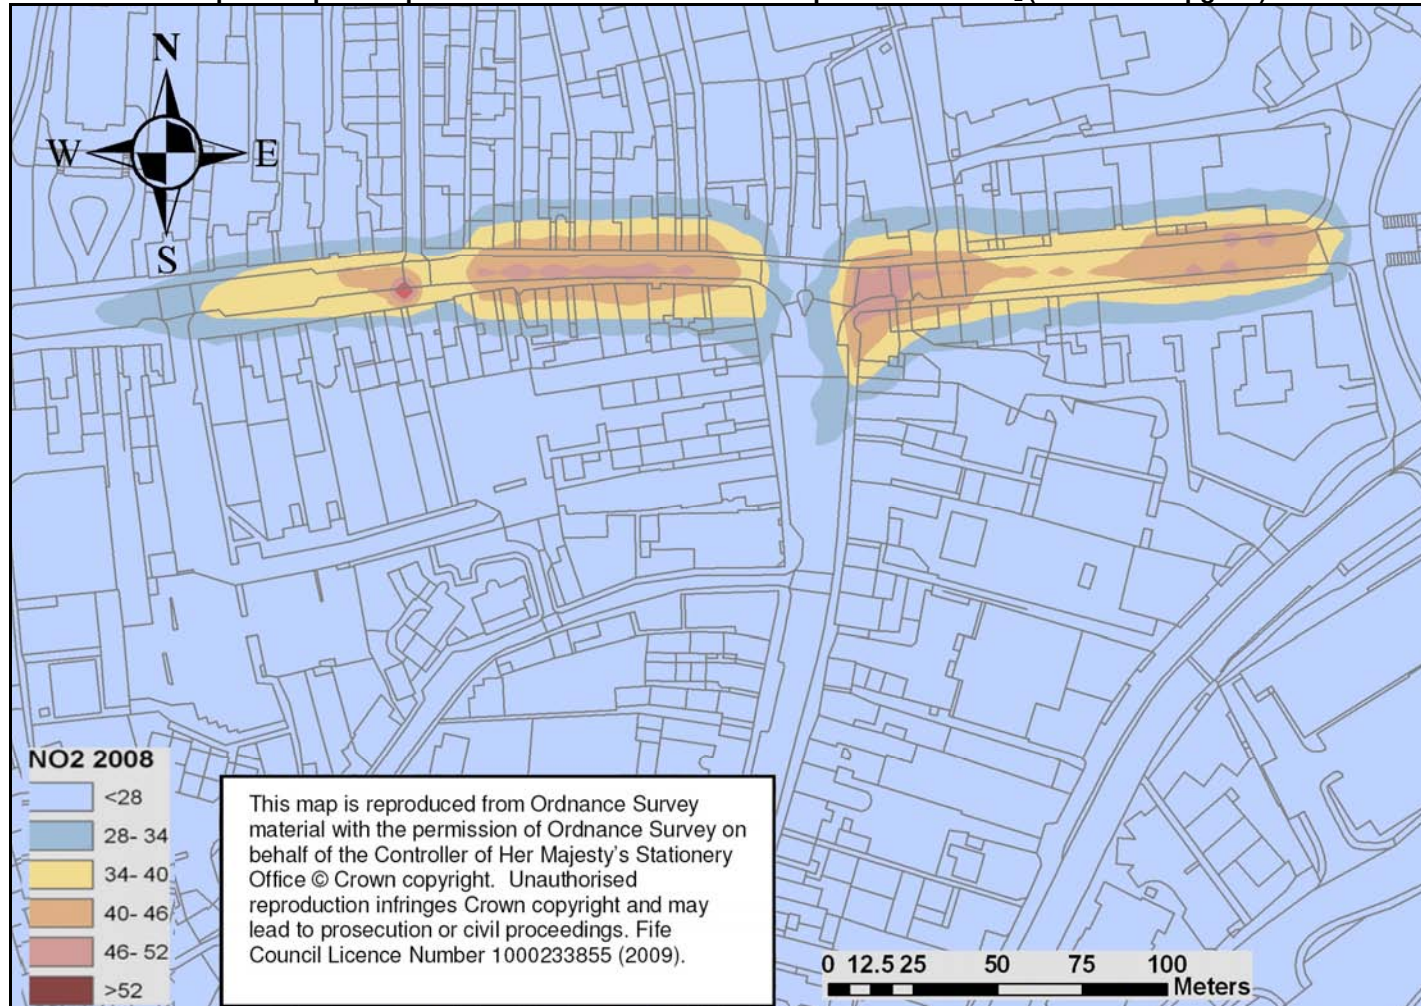 N
W E
S
NO2 2008
<28
28- 34
34- 40
40- 46
46- 52
>52
This map is reproduced from Ordnance Survey
material with the permission of Ordnance Survey on
behalf of the Controller of Her Majesty's Stationery
Office © Crown copyright. Unauthorised
reproduction infringes Crown copyright and may
lead to prosecution or civil proceedings. Fife
Council Licence Number 1000233855 (2009).
0 12.5 25 50 75 100
Meters